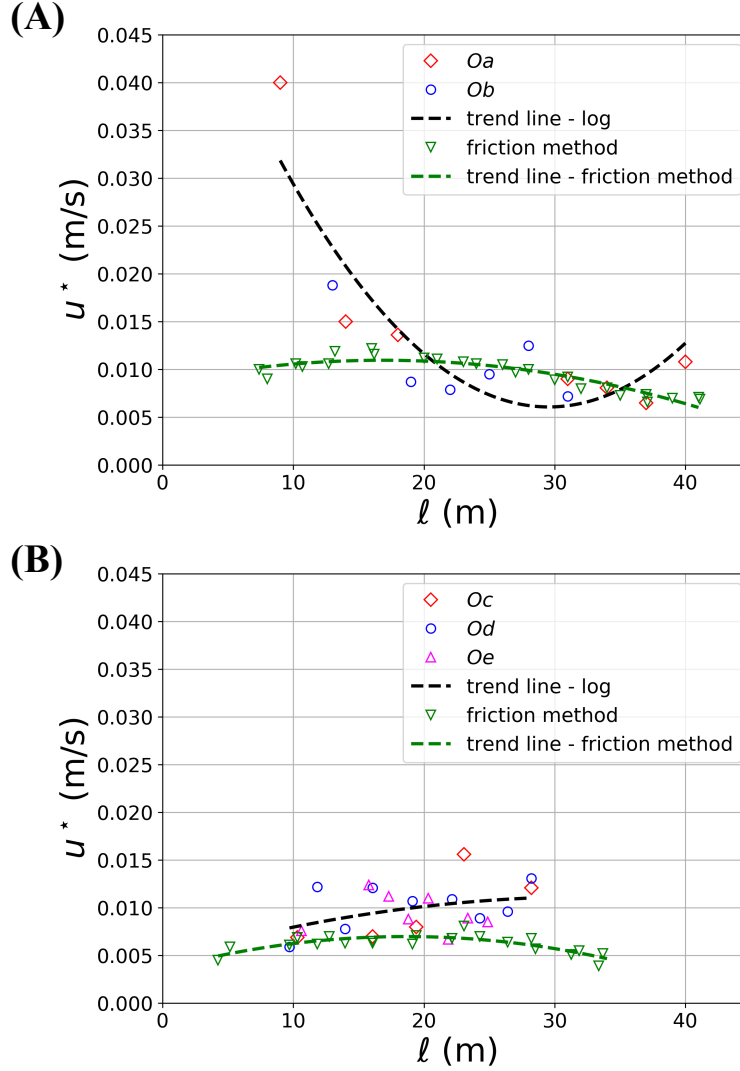 (A)
0.045
0.040
0.035
0.030
0.025
0.020
0.015
0.010
0.005
0.000
u⋆ (m/s)
Oa
Ob
trend line - log
friction method
trend line - friction method
0 10 20 30 40
ℓ (m)
(B)
0.045
0.040
0.035
0.030
0.025
0.020
0.015
0.010
0.005
0.000
u⋆ (m/s)
Oc
Od
Oe
trend line - log
friction method
trend line - friction method
0 10 20 30 40
ℓ (m)